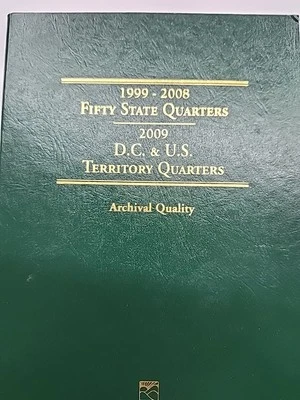 1999 - 2008
FIFTY STATE QUARTERS
2009
D.C. & U.S.
TERRITORY QUARTERS
Archival Quality